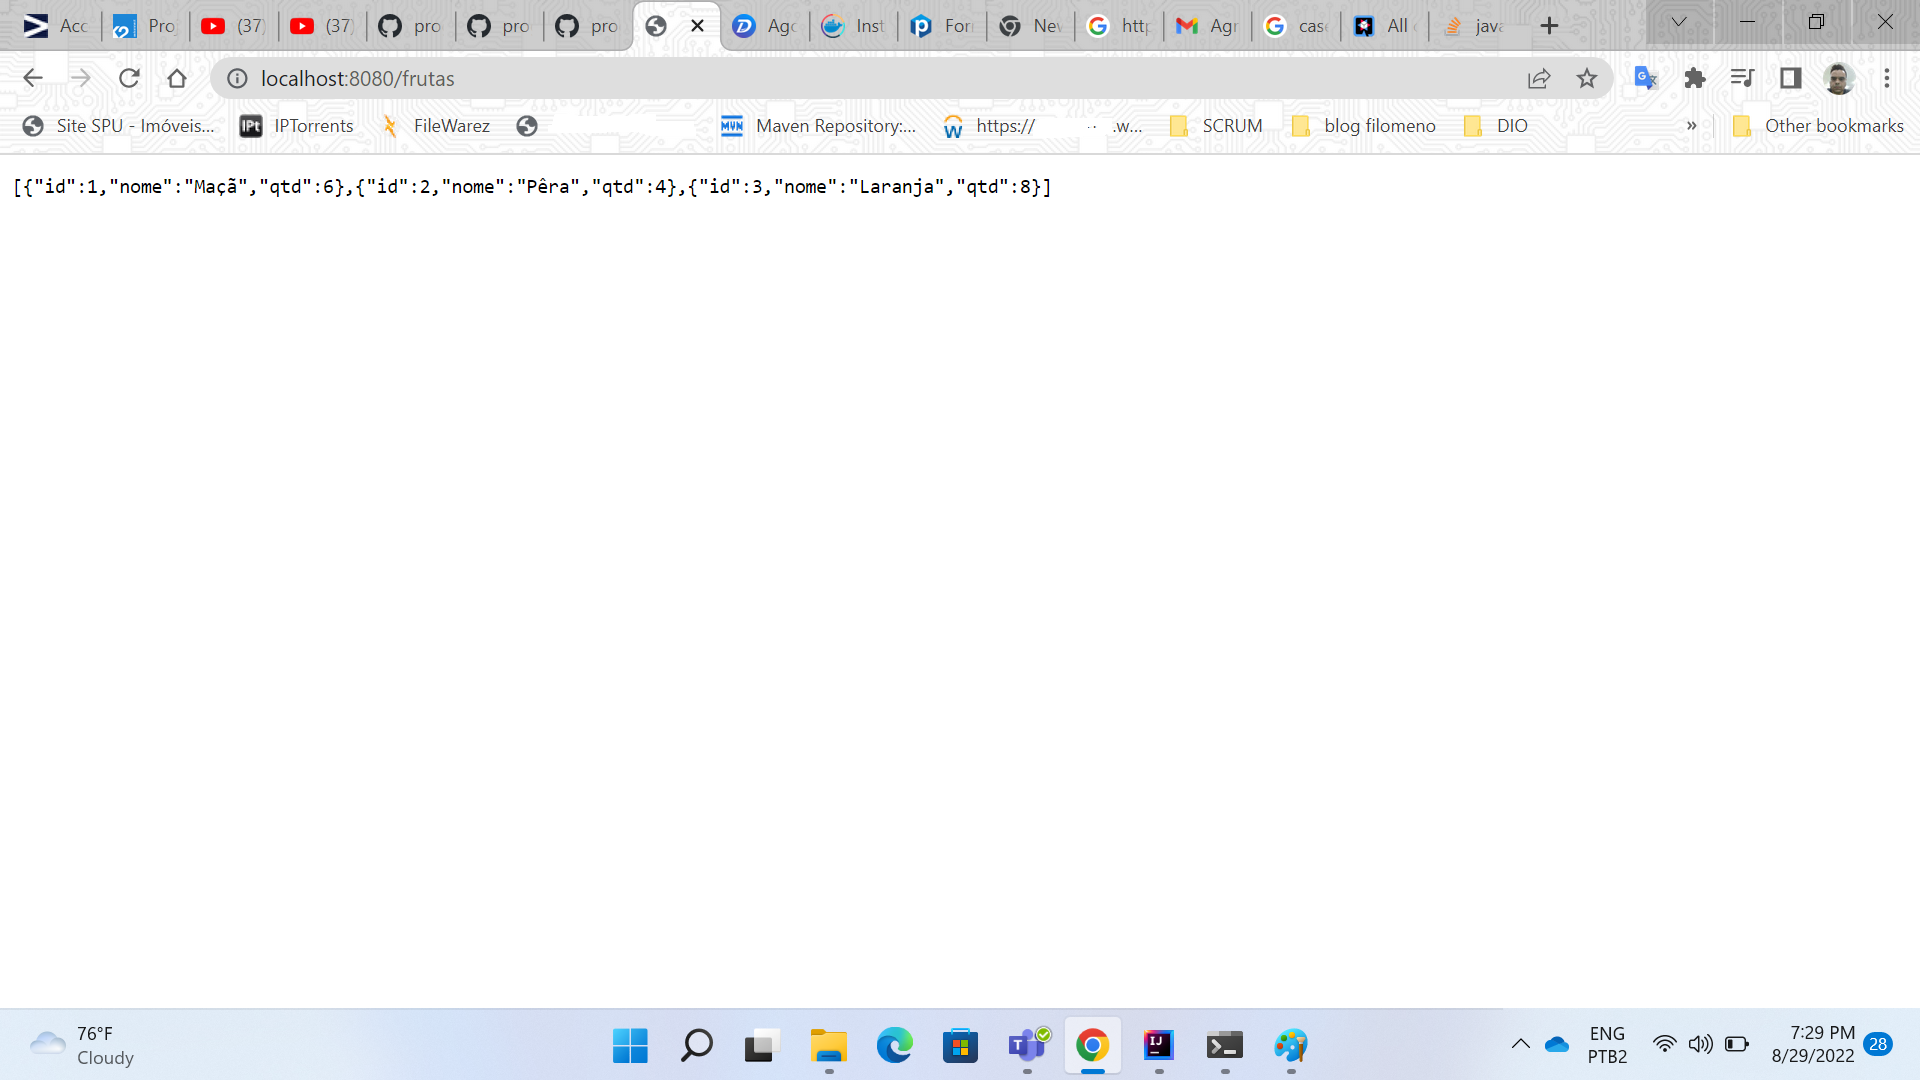 Acc Pro (37) (37) pro pro pro Ago Inst For New http Agr case All java
localhost:8080/frutas
Site SPU - Imóveis... IPTorrents FileWarez Maven Repository:... https:// .w... SCRUM blog filomeno DIO » Other bookmarks
[{"id":1,"nome":"Maçã","qtd":6},{"id":2,"nome":"Pêra","qtd":4},{"id":3,"nome":"Laranja","qtd":8}]
76°F
Cloudy
ENG
PTB2
7:29 PM
8/29/2022
28